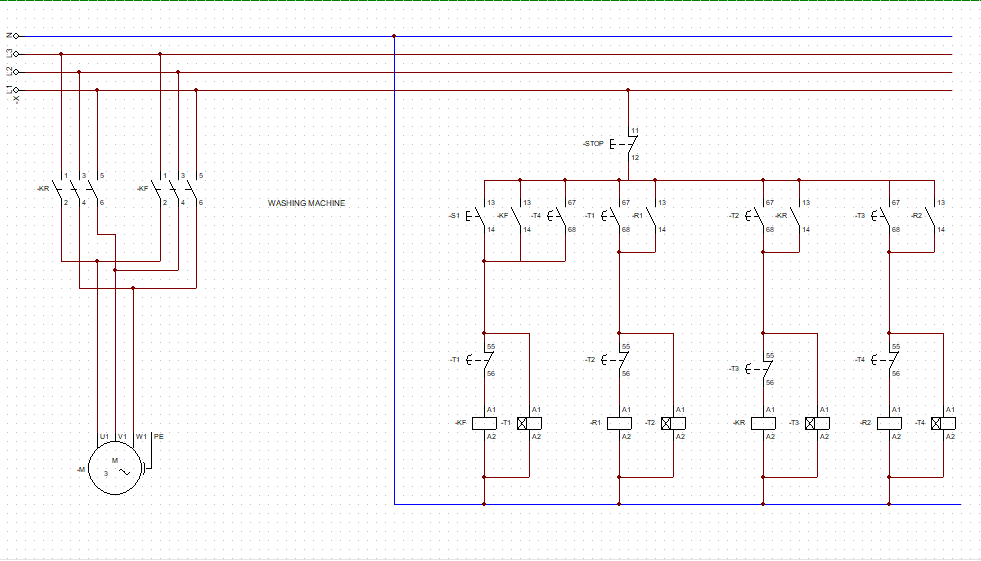 N
L3
L2
L1
-X
11
-STOP
12
1 3 5
-KR
2 4 6
1 3 5
-KF
2 4 6
WASHING MACHINE
13 13 67 67 13 67 13 67 13
-S1 -KF -T4 -T1 -R1 -T2 -KR -T3 -R2
14 14 68 68 14 68 14 68 14
55 55 55 55
-T1 -T2 -T3 -T4
56 56 56 56
A1 A1 A1 A1 A1 A1 A1 A1
-KF -T1 -R1 -T2 -KR -T3 -R2 -T4
A2 A2 A2 A2 A2 A2 A2 A2
U1 V1 W1 PE
M
-M
3